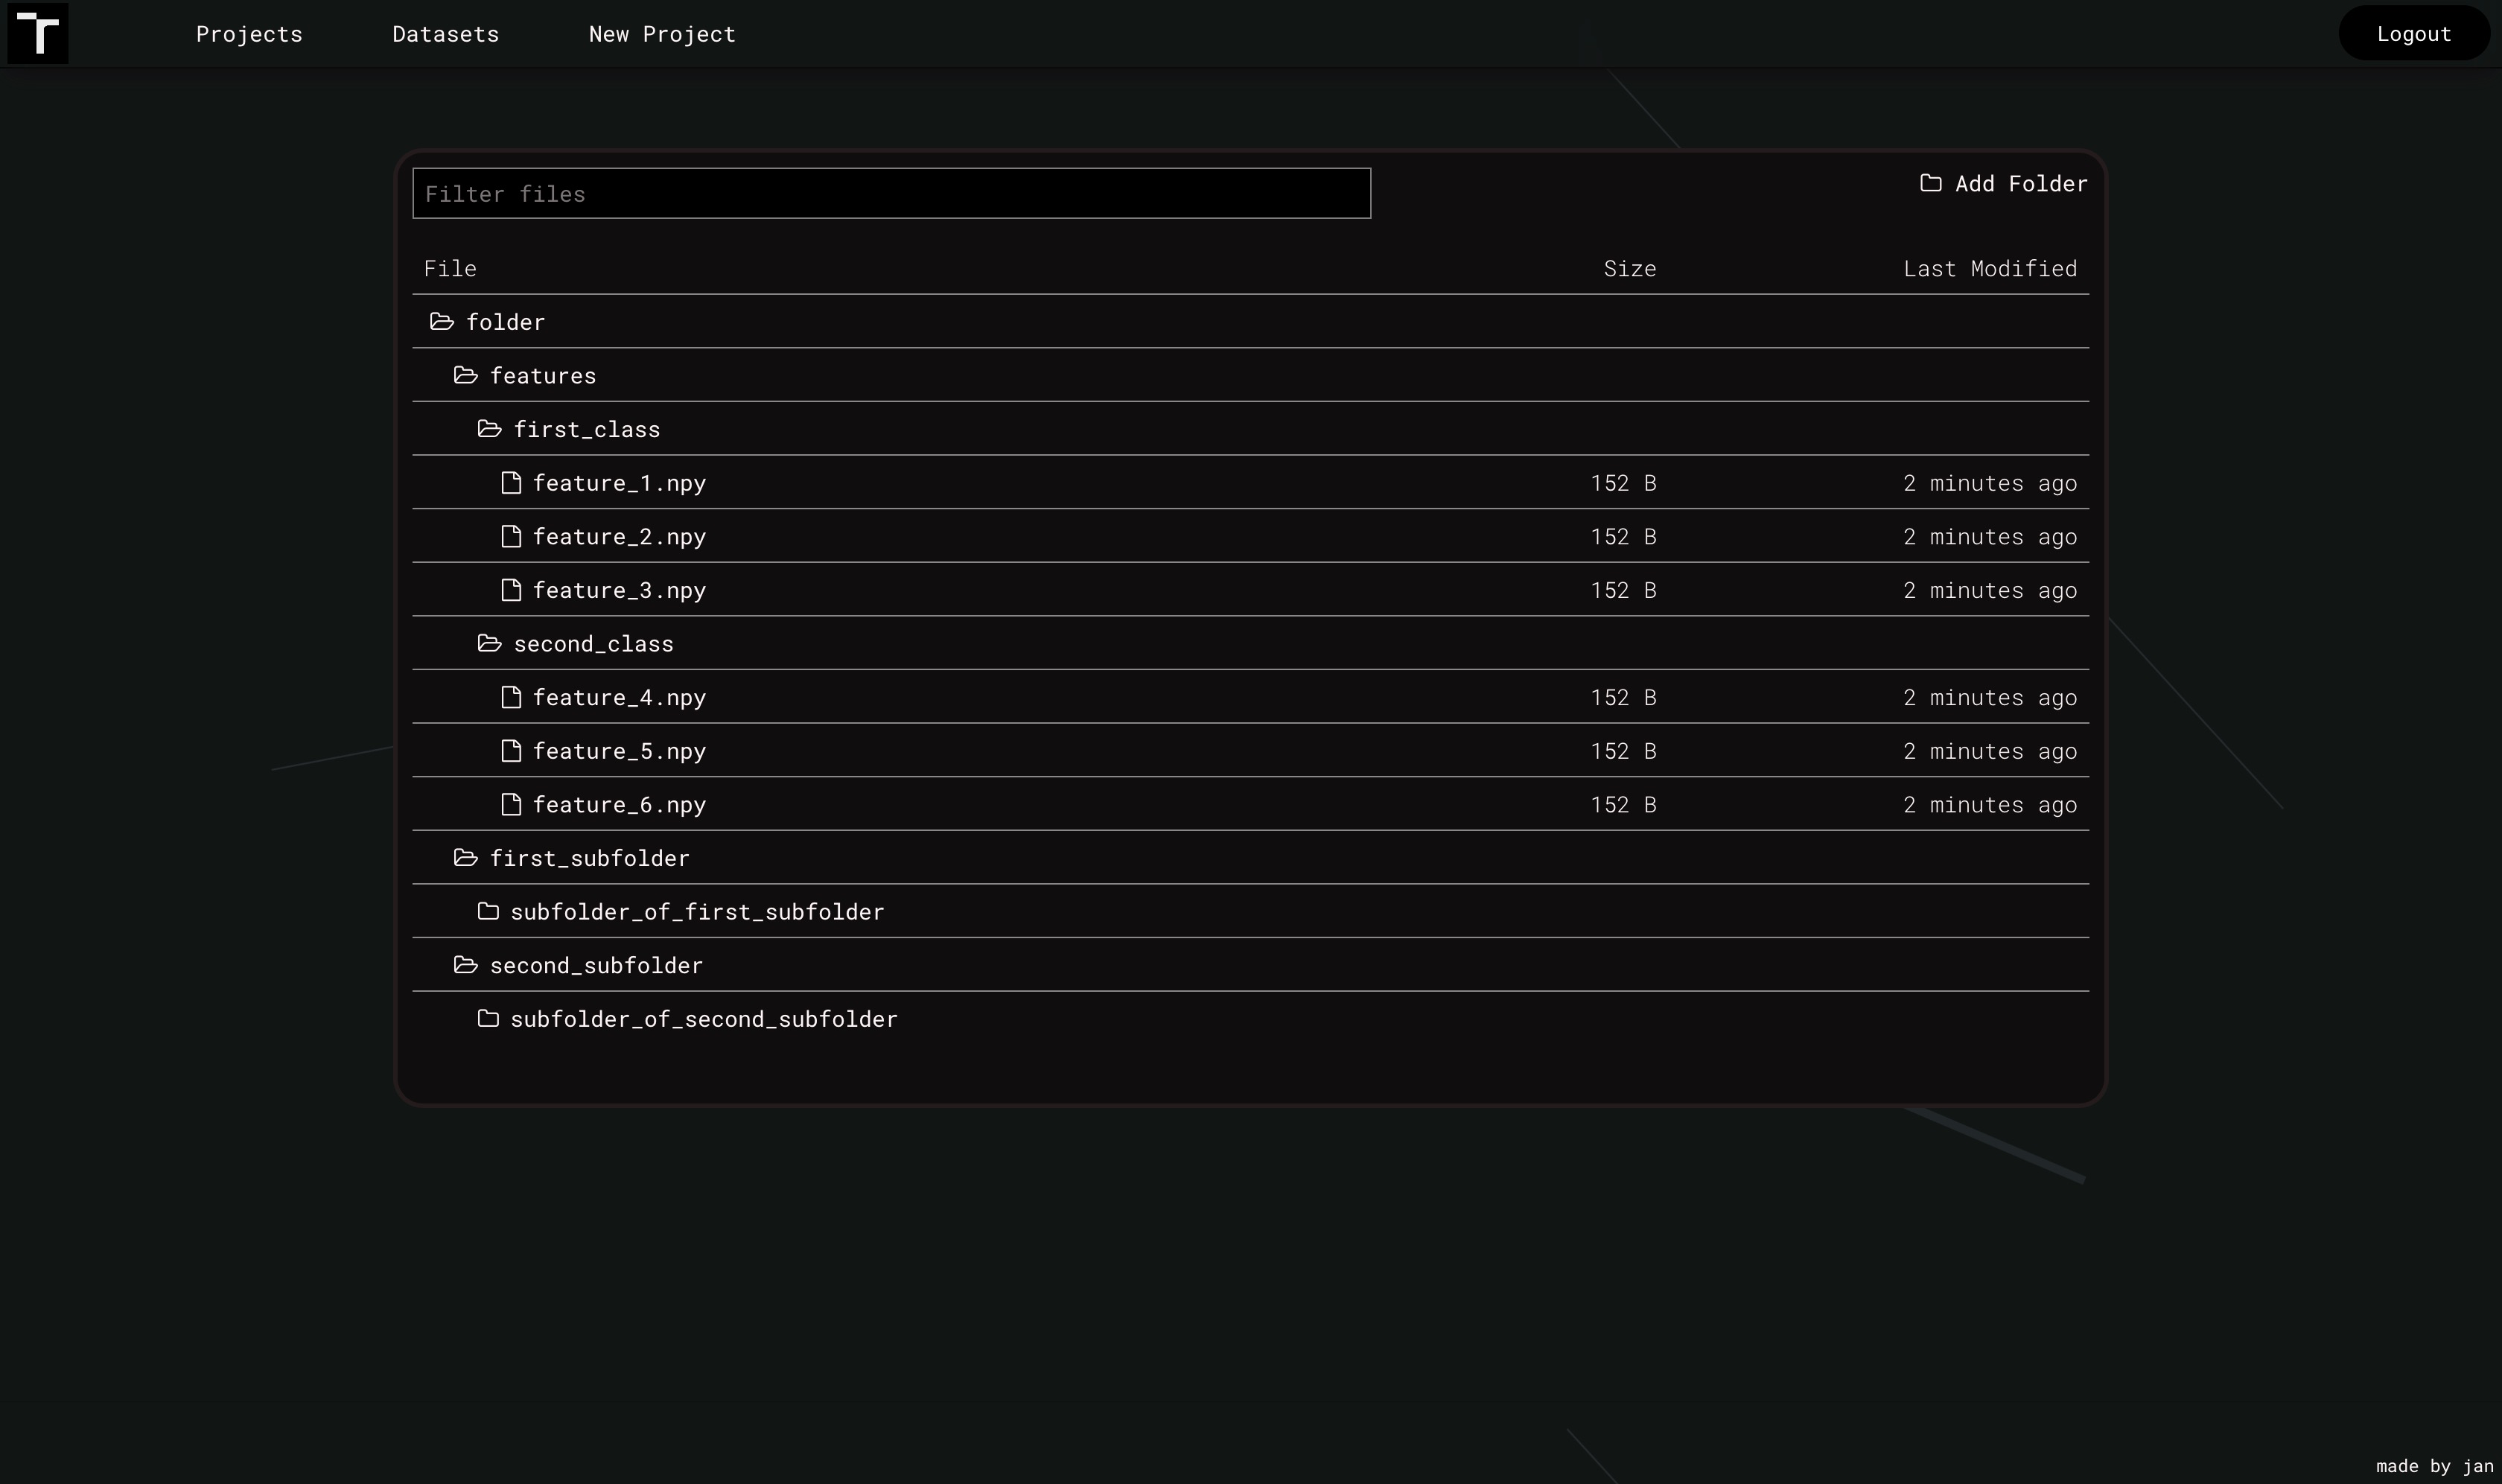 Projects Datasets New Project Logout
Filter files Add Folder
File Size Last Modified
folder
features
first_class
feature_1.npy 152 B 2 minutes ago
feature_2.npy 152 B 2 minutes ago
feature_3.npy 152 B 2 minutes ago
second_class
feature_4.npy 152 B 2 minutes ago
feature_5.npy 152 B 2 minutes ago
feature_6.npy 152 B 2 minutes ago
first_subfolder
subfolder_of_first_subfolder
second_subfolder
subfolder_of_second_subfolder
made by jan